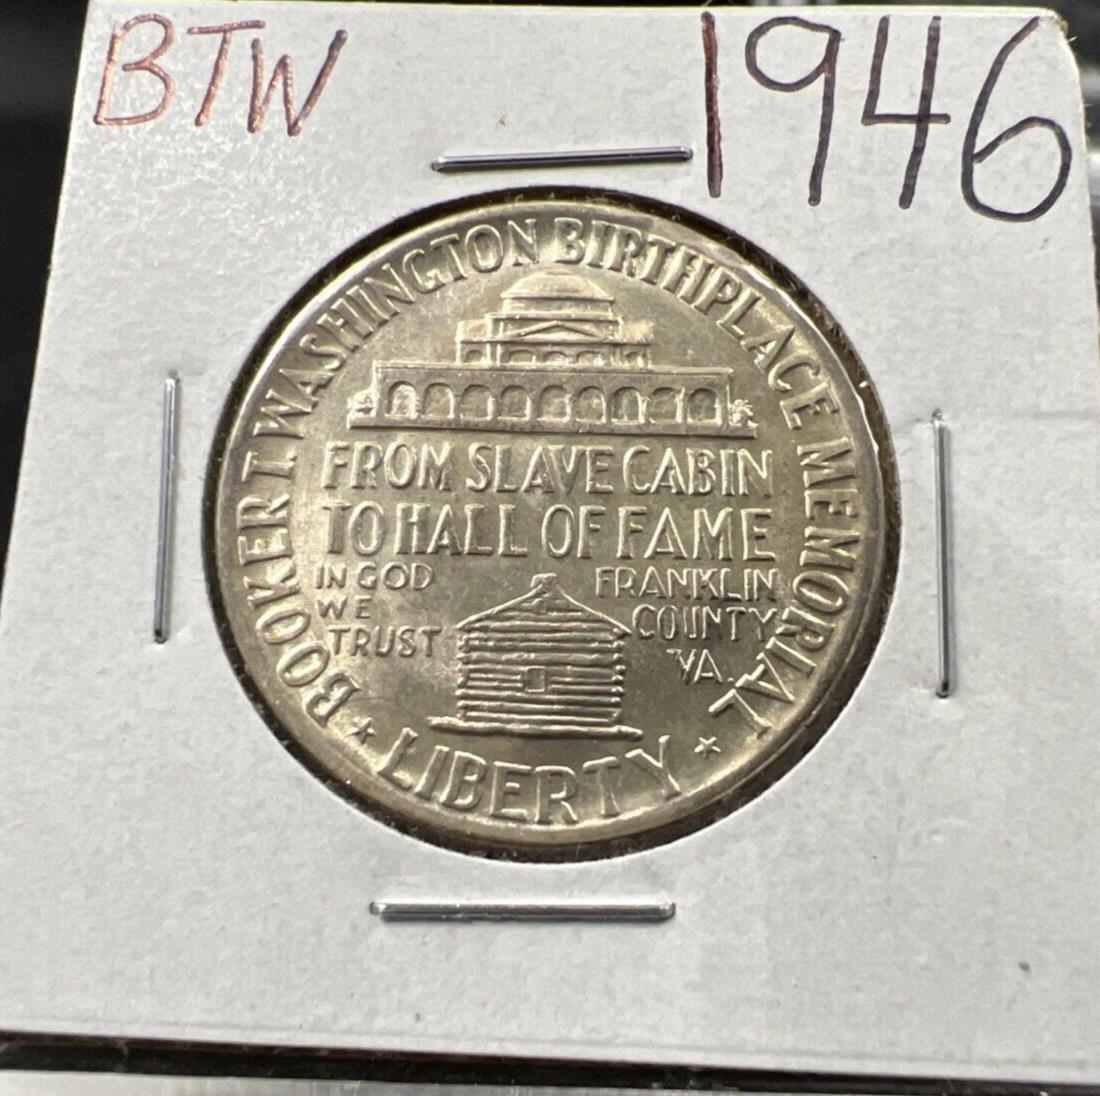 BTW 1946
BOOKER T. WASHINGTON BIRTHPLACE MEMORIAL
FROM SLAVE CABIN
TO HALL OF FAME
IN GOD
WE
TRUST
FRANKLIN
COUNTY
VA.
★ LIBERTY ★